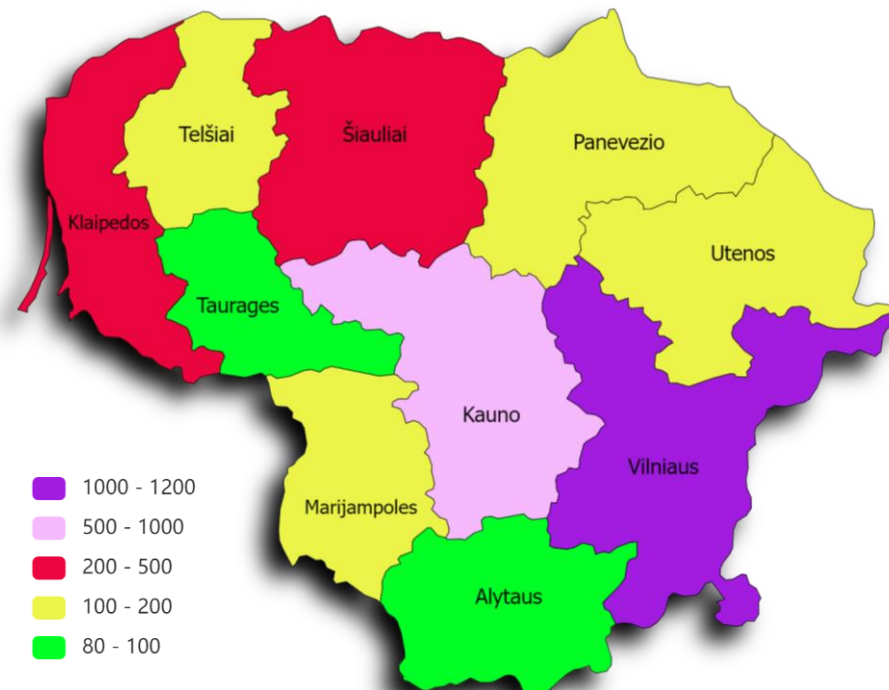 Telšiai
Šiauliai
Panevezio
Klaipedos
Utenos
Taurages
Kauno
Vilniaus
Marijampoles
Alytaus
1000 - 1200
500 - 1000
200 - 500
100 - 200
80 - 100